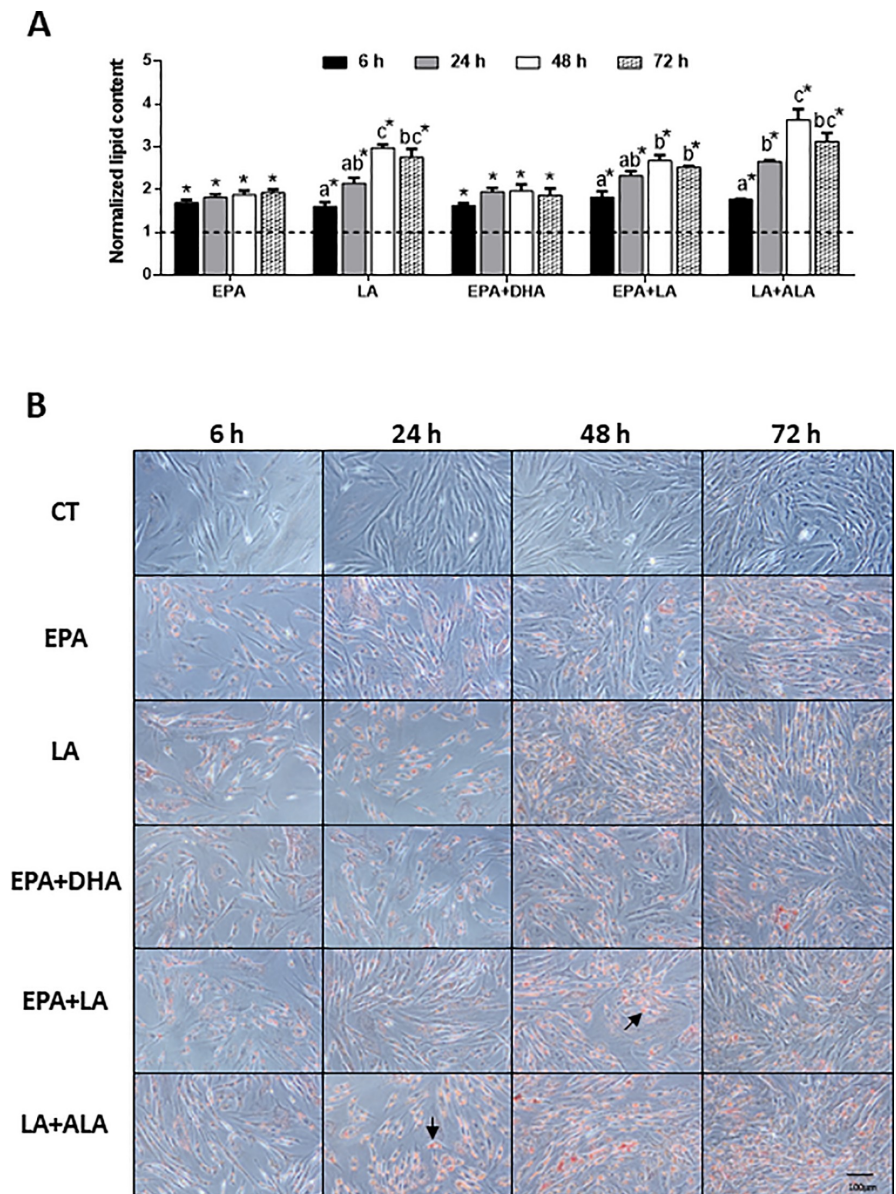 A
6 h 24 h 48 h 72 h
5
4
3
2
1
0
Normalized lipid content
* * * *
a* ab* c* bc*
* * * *
a* ab* b* b*
a* b* c* bc*
EPA LA EPA+DHA EPA+LA LA+ALA
B
6 h 24 h 48 h 72 h
CT
EPA
LA
EPA+DHA
EPA+LA
LA+ALA
100µm